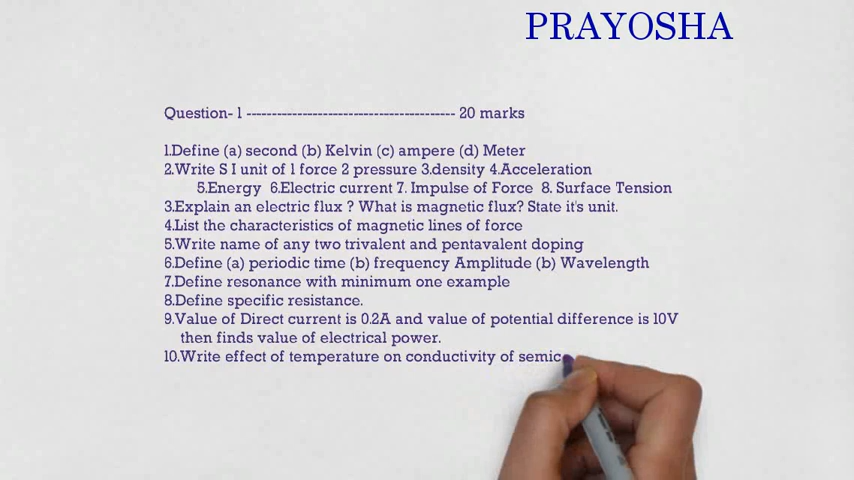 PRAYOSHA
Question- 1 ----------------------------------------- 20 marks
1.Define (a) second (b) Kelvin (c) ampere (d) Meter
2.Write S I unit of 1 force 2 pressure 3.density 4.Acceleration
5.Energy 6.Electric current 7. Impulse of Force 8. Surface Tension
3.Explain an electric flux ? What is magnetic flux? State it's unit.
4.List the characteristics of magnetic lines of force
5.Write name of any two trivalent and pentavalent doping
6.Define (a) periodic time (b) frequency Amplitude (b) Wavelength
7.Define resonance with minimum one example
8.Define specific resistance.
9.Value of Direct current is 0.2A and value of potential difference is 10V
then finds value of electrical power.
10.Write effect of temperature on conductivity of semic